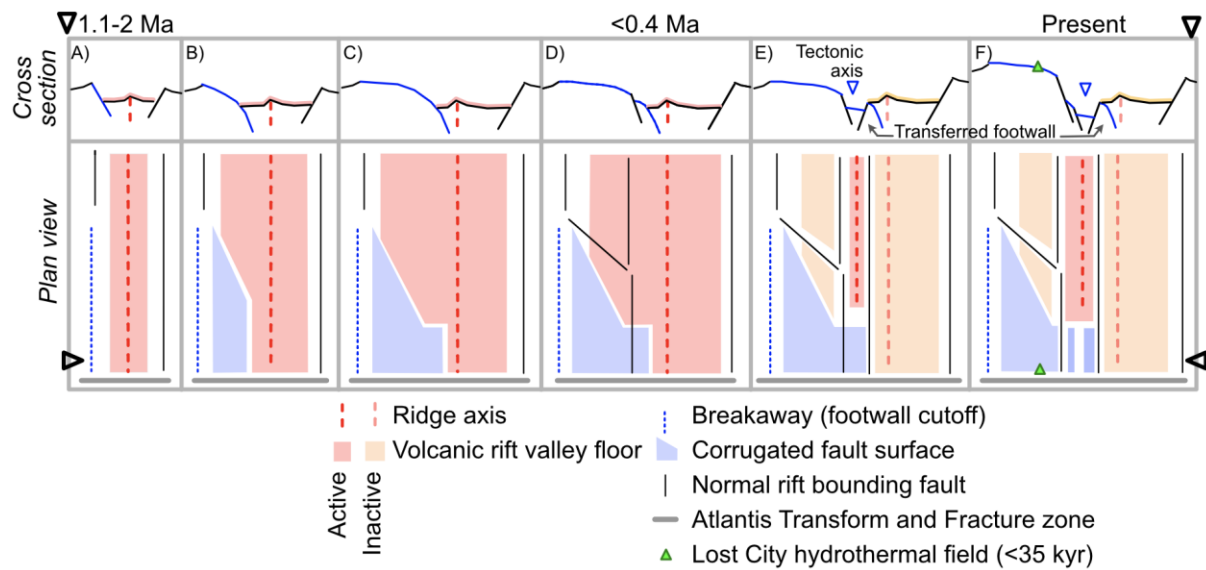 1.1-2 Ma
<0.4 Ma
Present
Cross section
A)
B)
C)
D)
E)
F)
Tectonic
axis
Transferred footwall
Plan view
Ridge axis
Volcanic rift valley floor
Active
Inactive
Breakaway (footwall cutoff)
Corrugated fault surface
Normal rift bounding fault
Atlantis Transform and Fracture zone
Lost City hydrothermal field (<35 kyr)